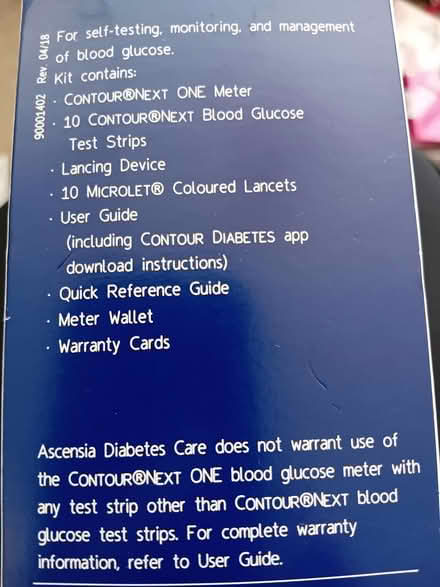 90001402 Rev. 04/18
For self-testing, monitoring, and management
of blood glucose.
Kit contains:
· CONTOUR®NEXT ONE Meter
· 10 CONTOUR®NEXT Blood Glucose
Test Strips
· Lancing Device
· 10 MICROLET® Coloured Lancets
· User Guide
(including CONTOUR DIABETES app
download instructions)
· Quick Reference Guide
· Meter Wallet
· Warranty Cards
Ascensia Diabetes Care does not warrant use of
the CONTOUR®NEXT ONE blood glucose meter with
any test strip other than CONTOUR®NEXT blood
glucose test strips. For complete warranty
information, refer to User Guide.